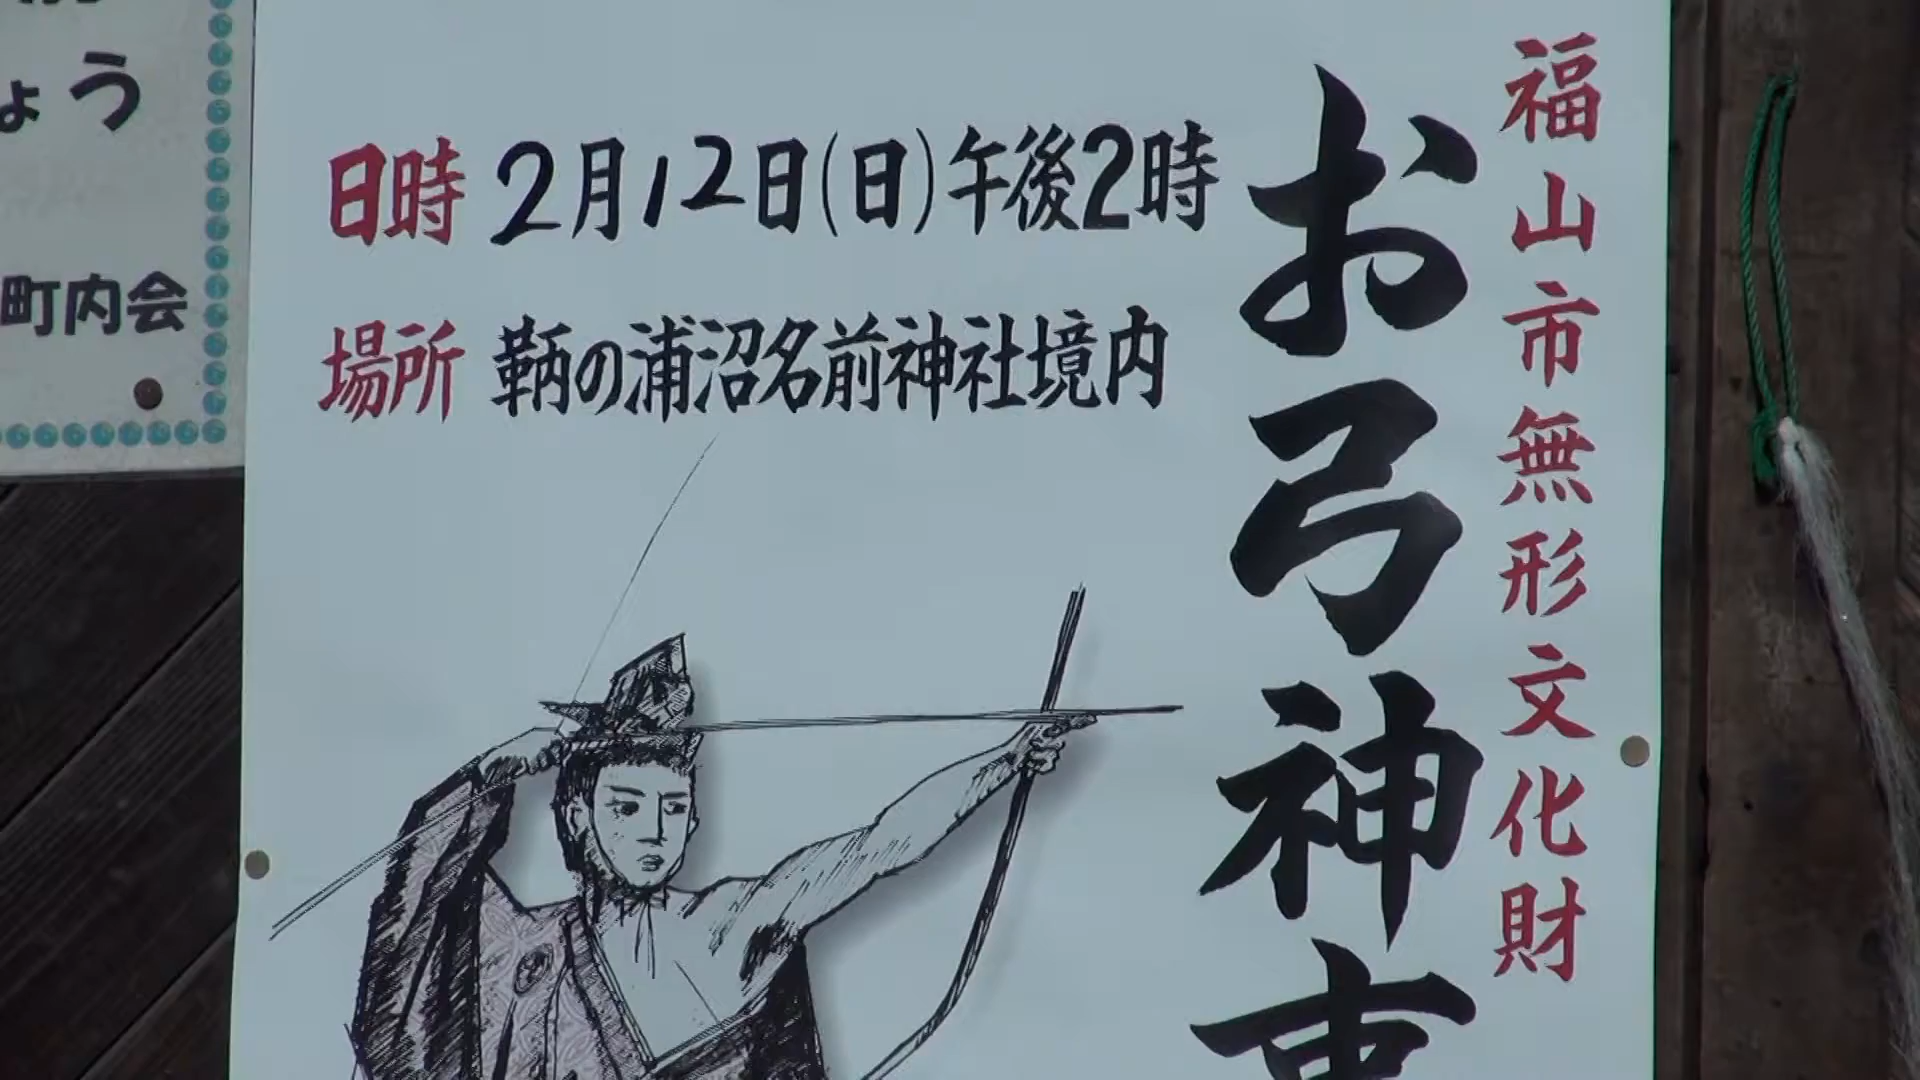 福山市無形文化財
お弓神事
日時 2月12日(日)午後2時
場所 鞆の浦沼名前神社境内
ょう
町内会